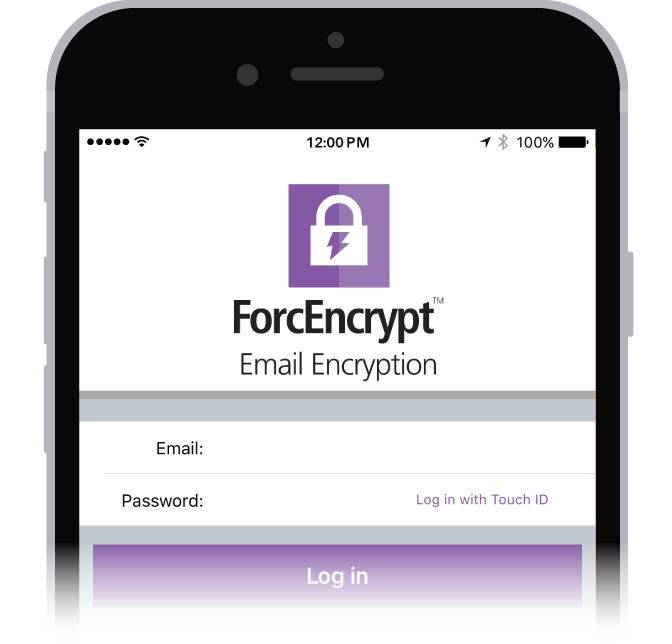 12:00 PM 100%
ForcEncrypt™
Email Encryption
Email:
Password: Log in with Touch ID
Log in